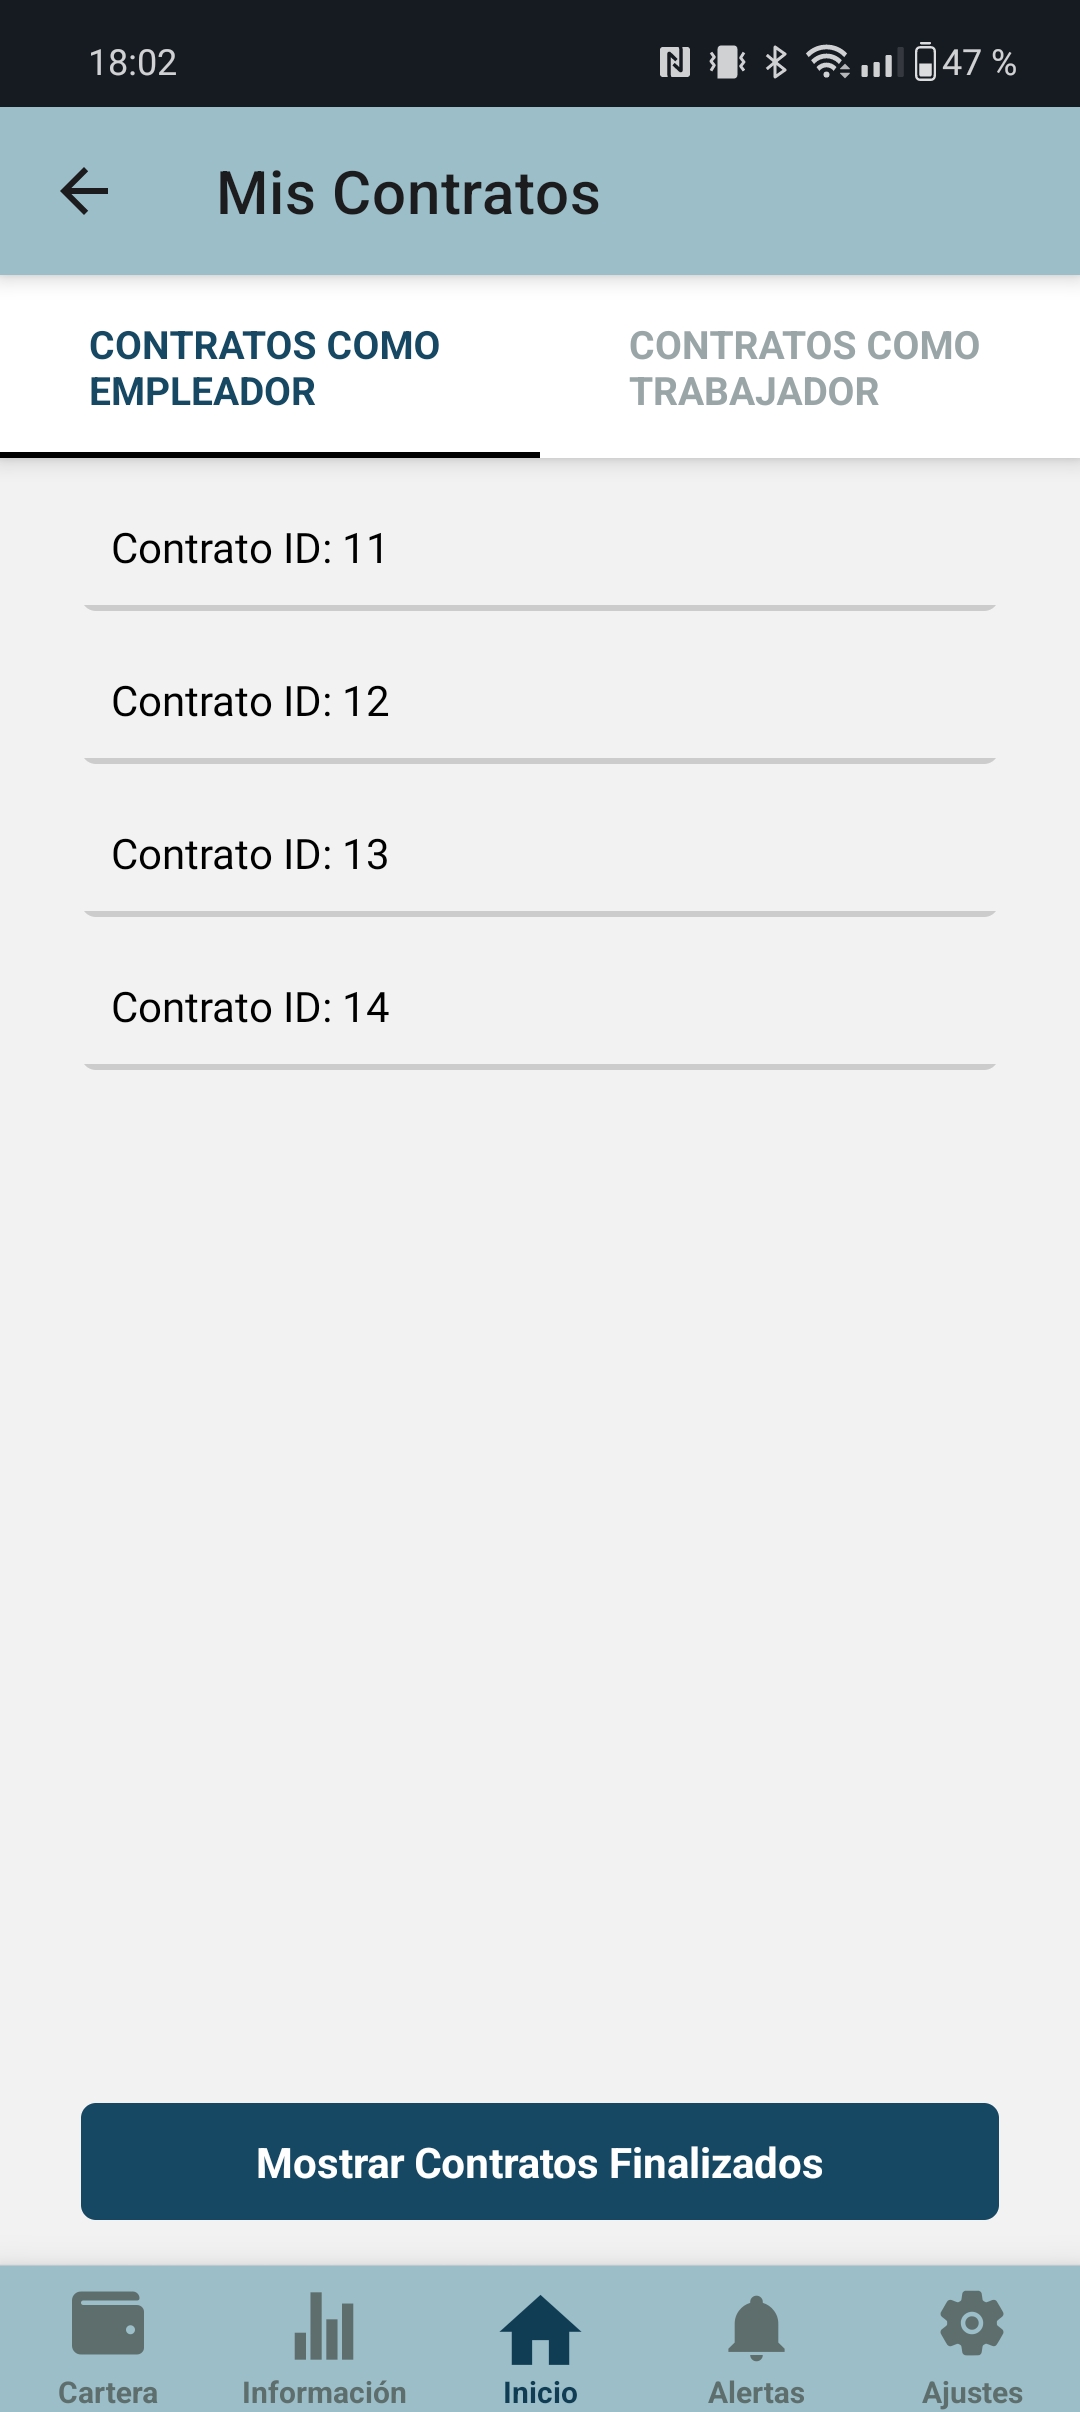 18:02
47 %
Mis Contratos
CONTRATOS COMO
EMPLEADOR
CONTRATOS COMO
TRABAJADOR
Contrato ID: 11
Contrato ID: 12
Contrato ID: 13
Contrato ID: 14
Mostrar Contratos Finalizados
Cartera
Información
Inicio
Alertas
Ajustes